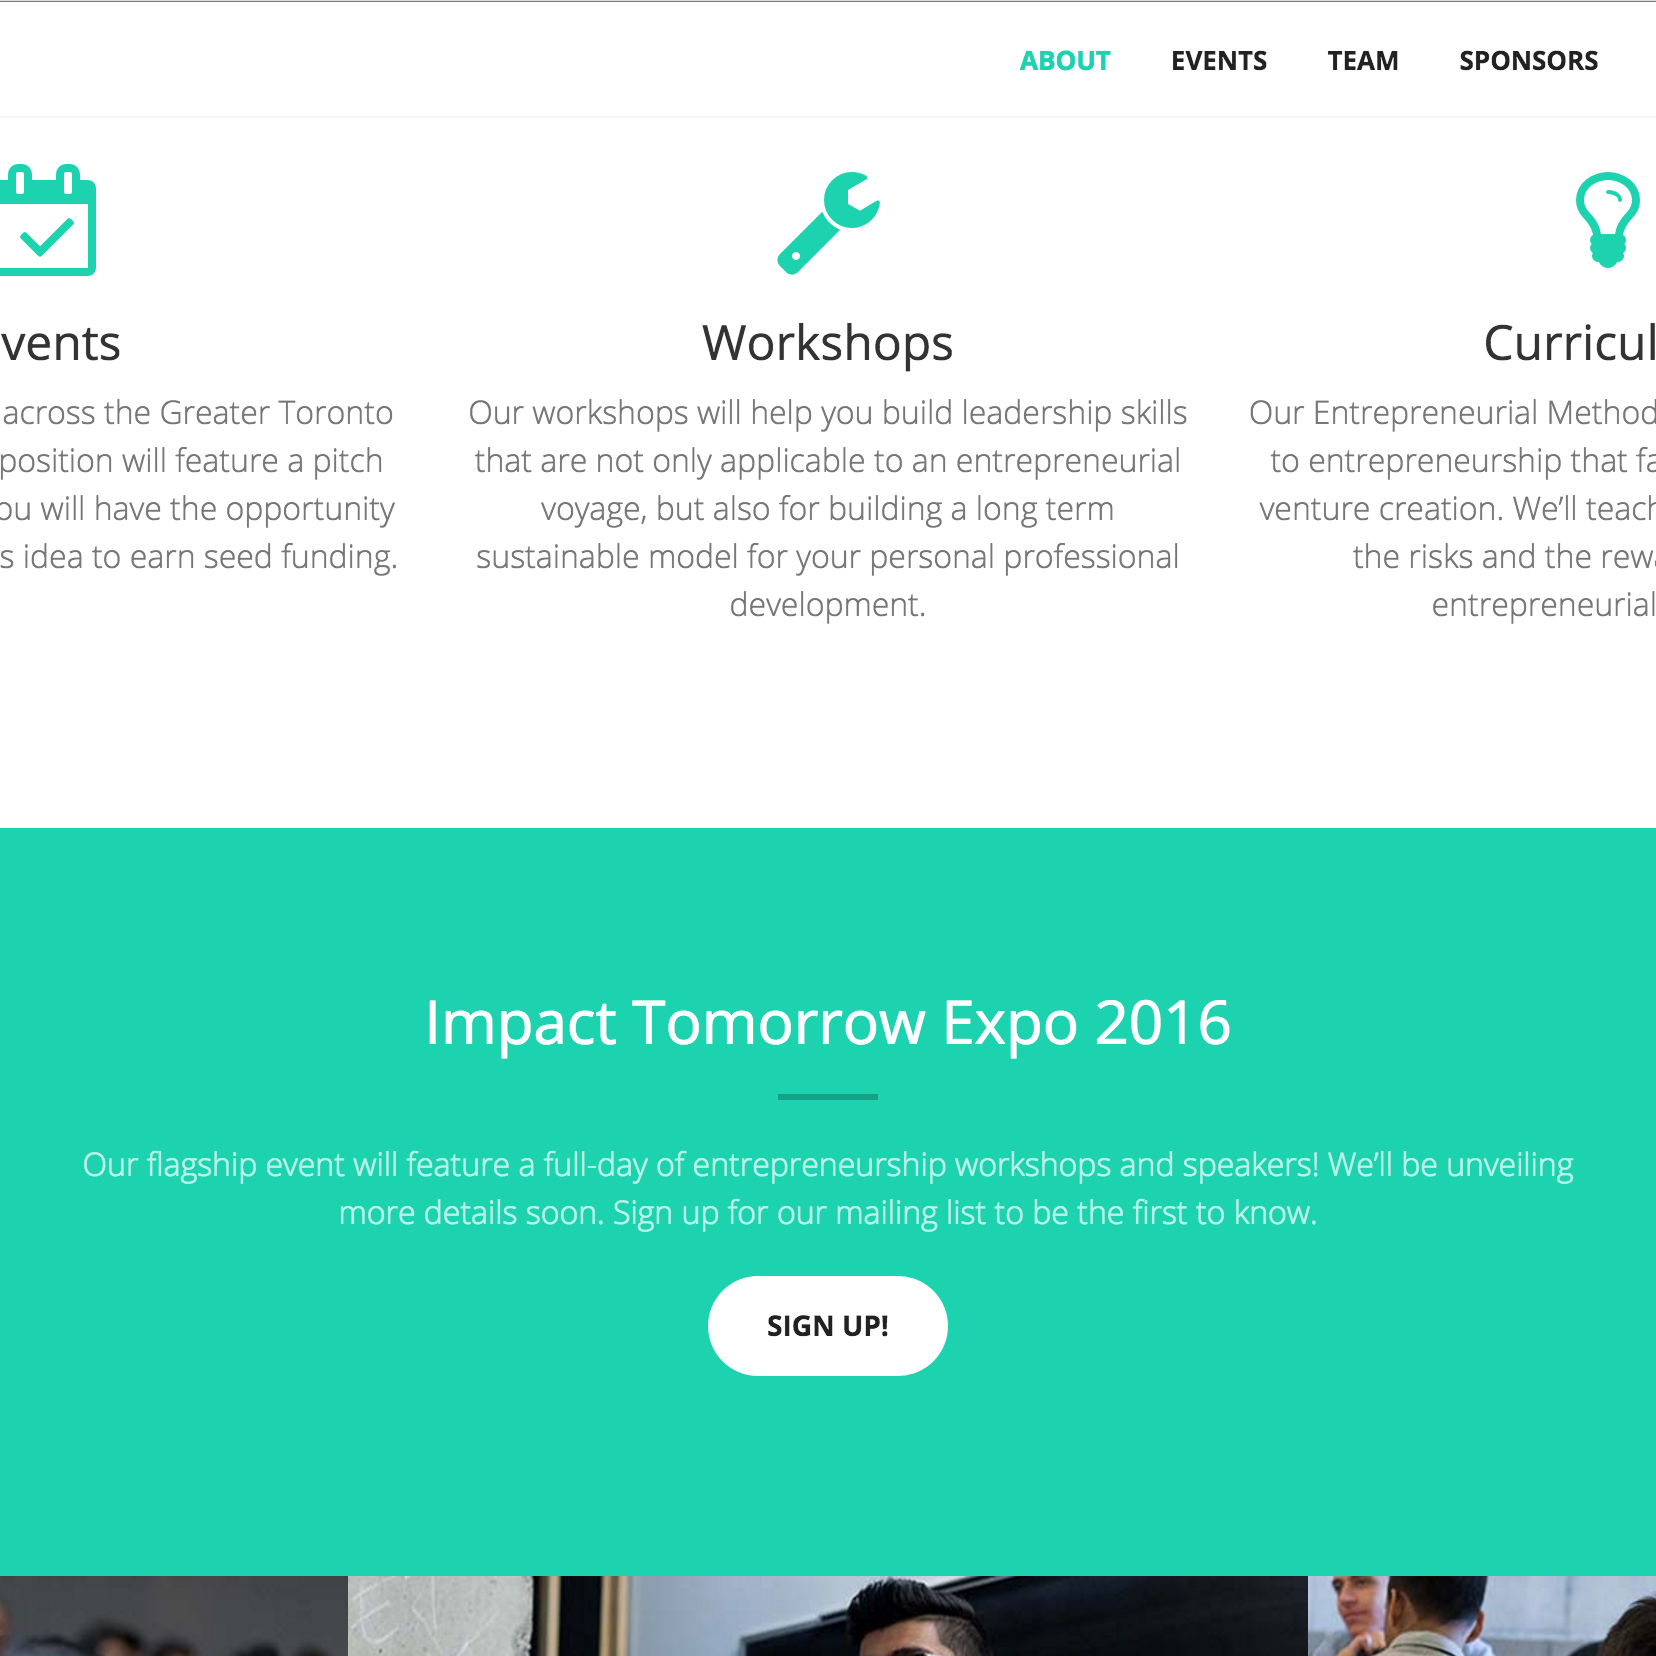 ABOUT EVENTS TEAM SPONSORS
vents
across the Greater Toronto
position will feature a pitch
ou will have the opportunity
s idea to earn seed funding.
Workshops
Our workshops will help you build leadership skills
that are not only applicable to an entrepreneurial
voyage, but also for building a long term
sustainable model for your personal professional
development.
Curricul
Our Entrepreneurial Method
to entrepreneurship that fa
venture creation. We’ll teach
the risks and the rewa
entrepreneurial
Impact Tomorrow Expo 2016
Our flagship event will feature a full-day of entrepreneurship workshops and speakers! We’ll be unveiling
more details soon. Sign up for our mailing list to be the first to know.
SIGN UP!